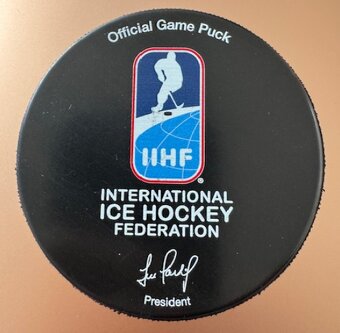 Official Game Puck
IIHF
®
INTERNATIONAL
ICE HOCKEY
FEDERATION
President